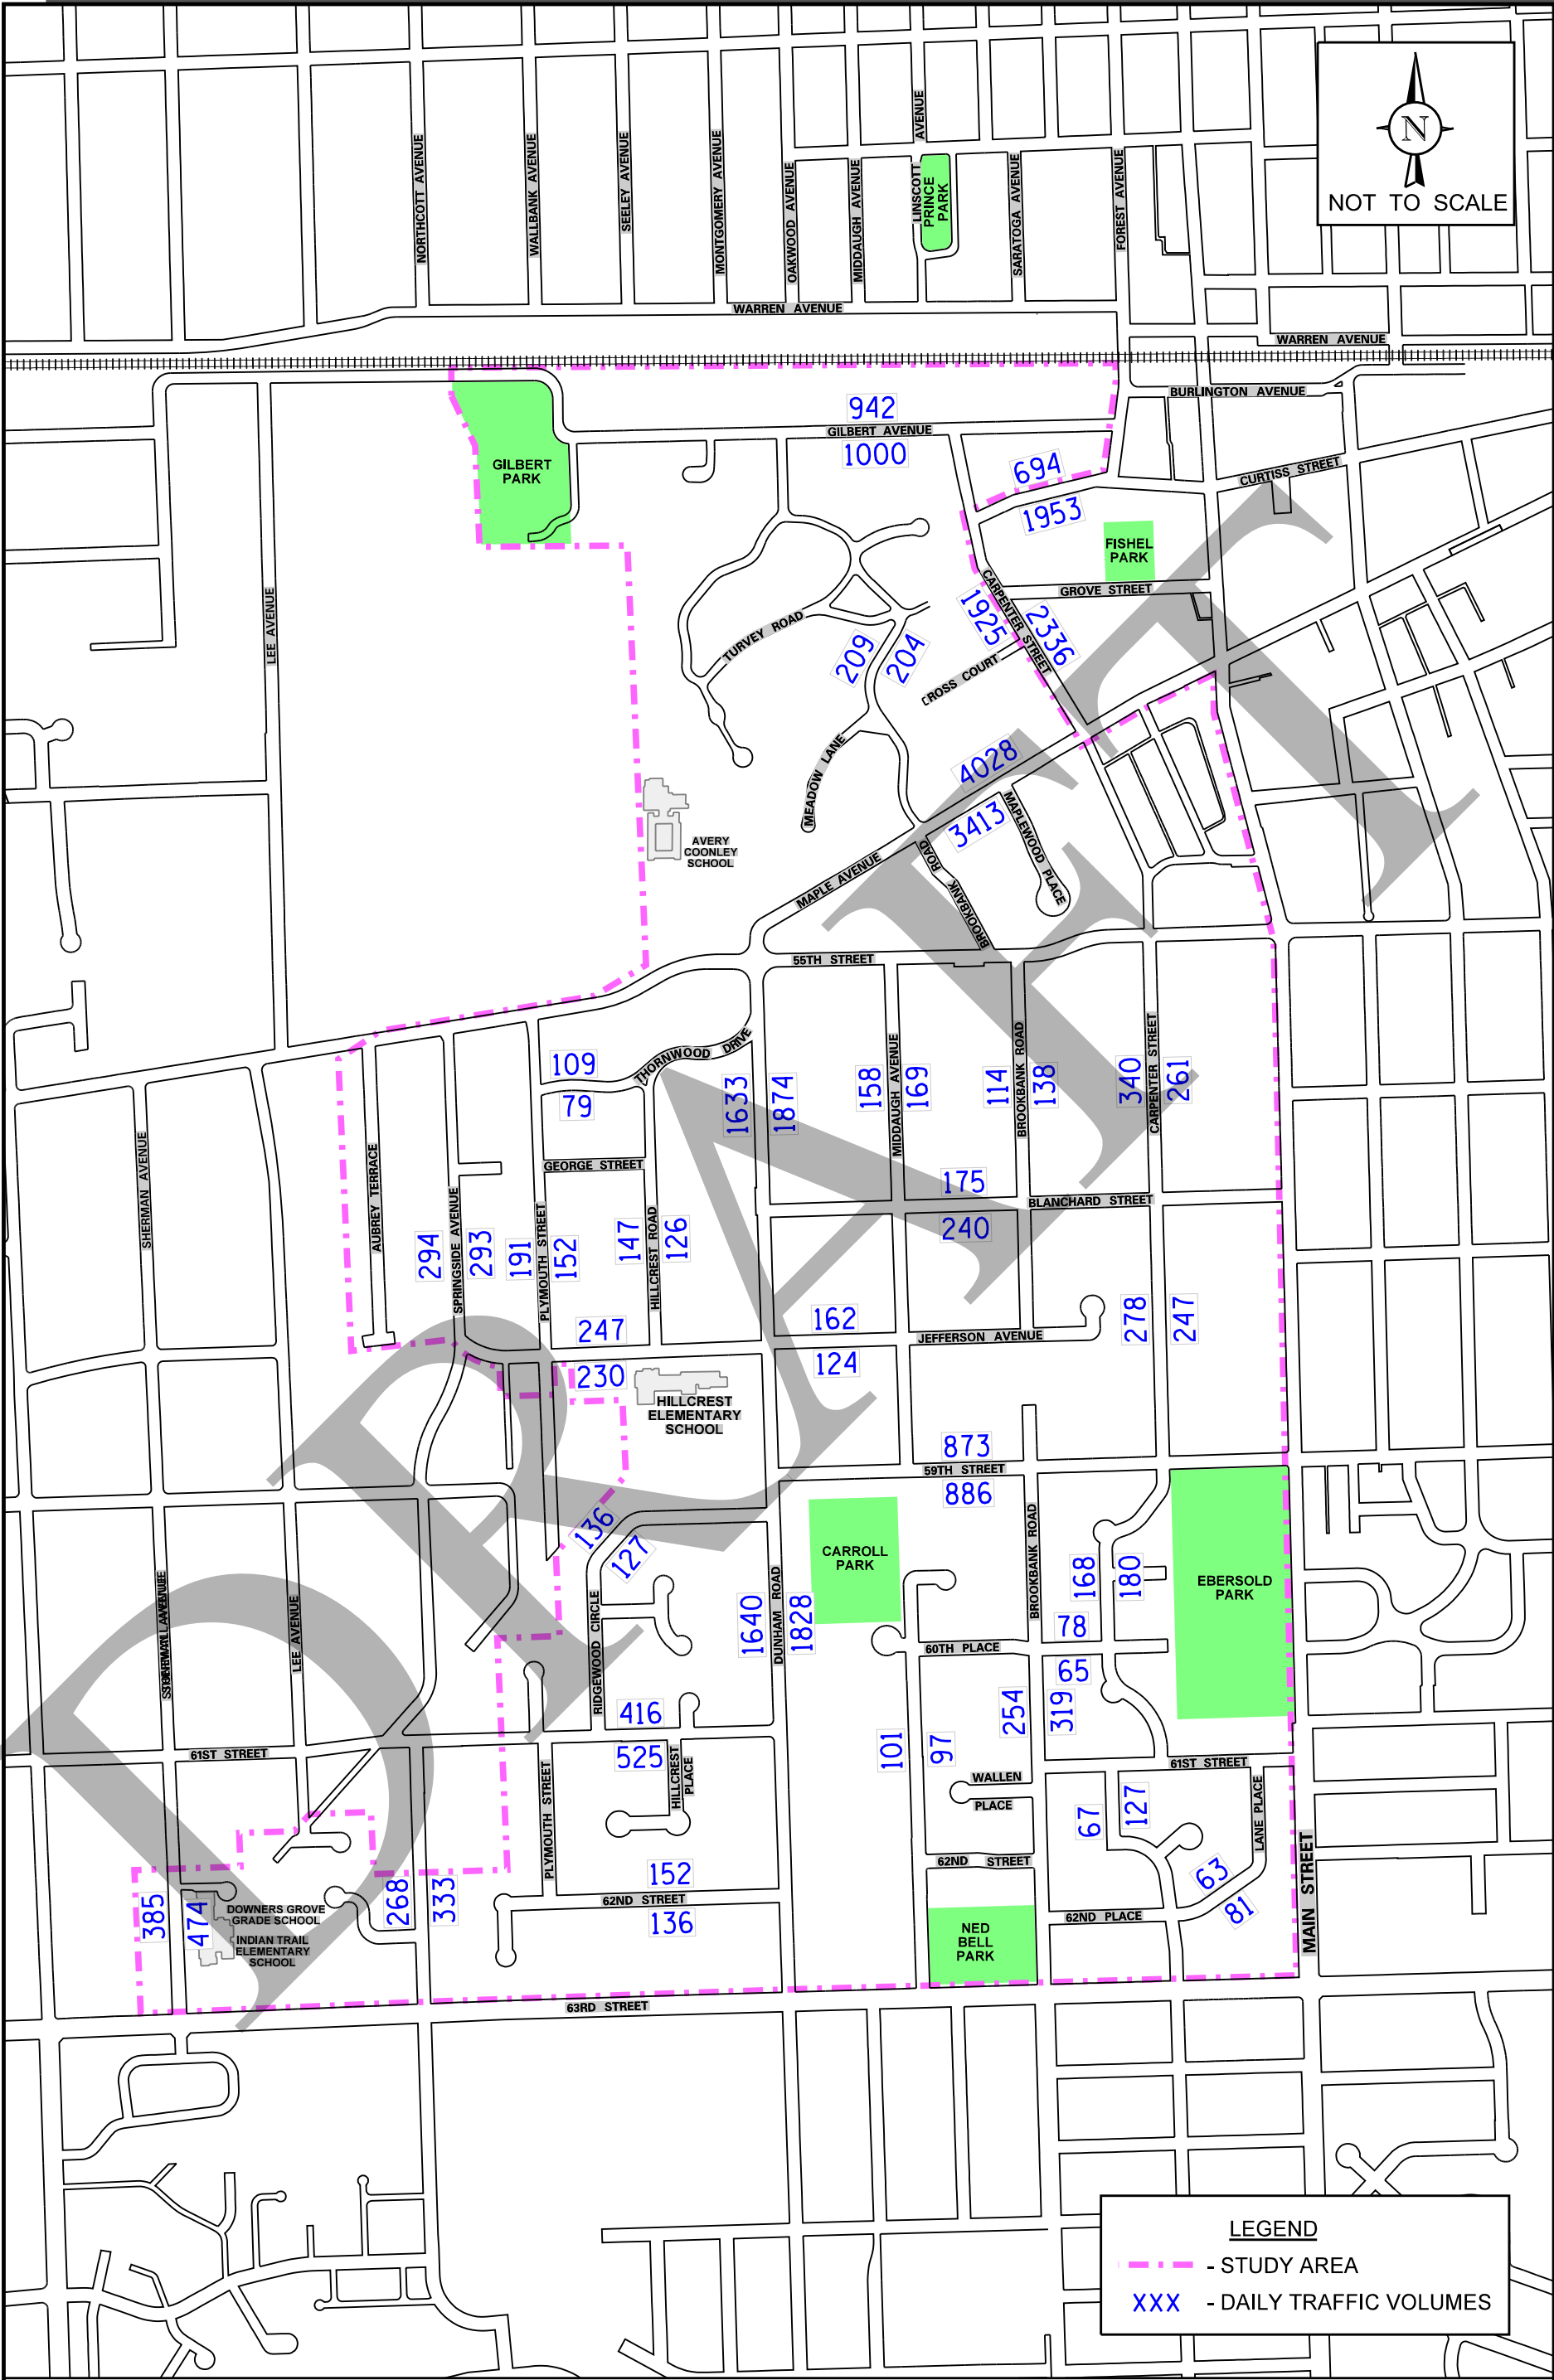 N
NOT TO SCALE
NORTHCOTT AVENUE
WALLBANK AVENUE
SEELEY AVENUE
MONTGOMERY AVENUE
OAKWOOD AVENUE
MIDDAUGH AVENUE
LINSCOTT
AVENUE
PRINCE
PARK
SARATOGA AVENUE
FOREST AVENUE
WARREN AVENUE
WARREN AVENUE
BURLINGTON AVENUE
942
GILBERT AVENUE
1000
GILBERT
PARK
694
1953
CURTISS STREET
FISHEL
PARK
GROVE STREET
LEE AVENUE
CARPENTER STREET
1925
2336
TURVEY ROAD
209
204
CROSS COURT
MEADOW LANE
4028
3413
MAPLEWOOD PLACE
AVERY
COONLEY
SCHOOL
MAPLE AVENUE
BROOKBANK
ROAD
55TH STREET
THORNWOOD DRIVE
109
79
1633
1874
158
MIDDAUGH AVENUE
169
114
BROOKBANK ROAD
138
340
CARPENTER STREET
261
SHERMAN AVENUE
AUBREY TERRACE
GEORGE STREET
294
SPRINGSIDE AVENUE
293
191
PLYMOUTH STREET
152
147
HILLCREST ROAD
126
175
BLANCHARD STREET
240
247
230
162
JEFFERSON AVENUE
124
278
247
HILLCREST
ELEMENTARY
SCHOOL
873
59TH STREET
886
136
127
CARROLL
PARK
EBERSOLD
PARK
BROOKBANK ROAD
168
180
LEE AVENUE
RIDGEWOOD CIRCLE
1640
DUNHAM ROAD
1828
78
60TH PLACE
65
254
319
416
61ST STREET
525
HILLCREST
PLACE
101
97
61ST STREET
WALLEN
PLACE
67
127
LANE PLACE
PLYMOUTH STREET
MAIN STREET
62ND STREET
152
62ND STREET
136
63
81
62ND PLACE
385
474
268
333
DOWNERS GROVE
GRADE SCHOOL
INDIAN TRAIL
ELEMENTARY
SCHOOL
NED
BELL
PARK
63RD STREET
DRAFT
LEGEND
- STUDY AREA
XXX - DAILY TRAFFIC VOLUMES